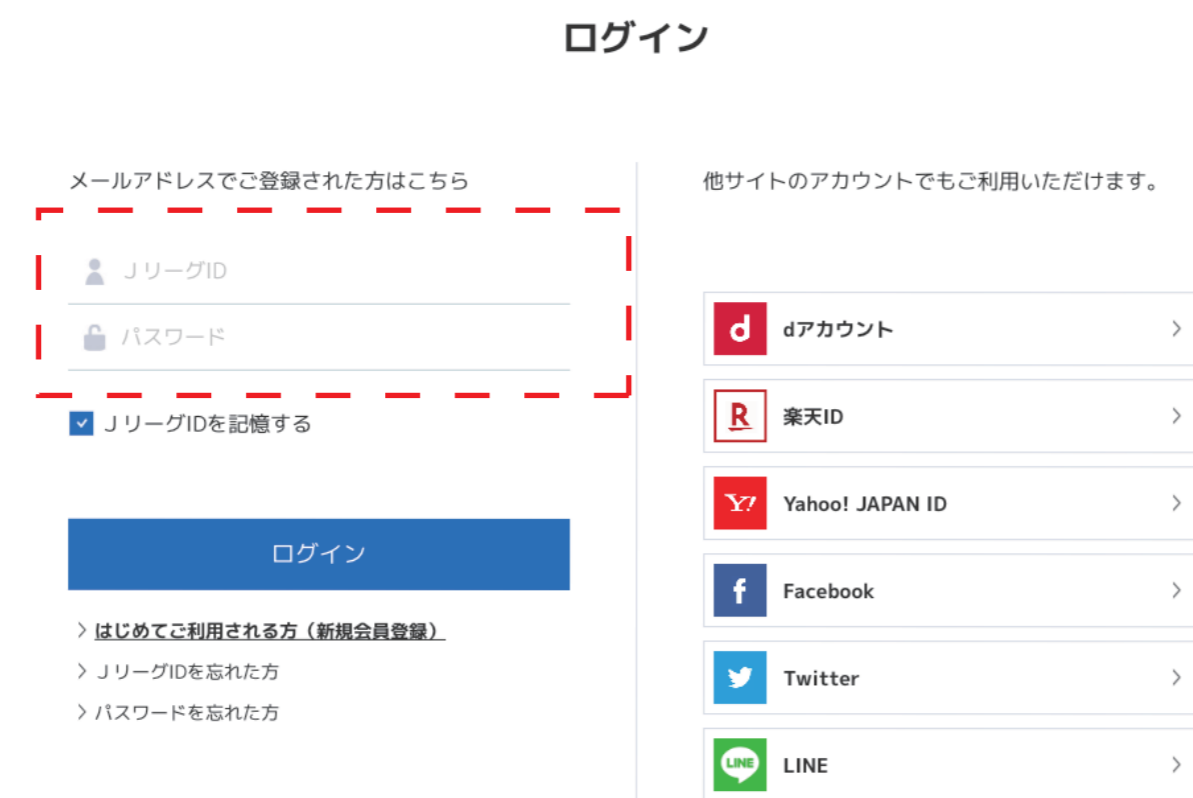 ログイン
メールアドレスでご登録された方はこちら
ＪリーグID
パスワード
ＪリーグIDを記憶する
ログイン
はじめてご利用される方（新規会員登録）
ＪリーグIDを忘れた方
パスワードを忘れた方
他サイトのアカウントでもご利用いただけます。
d dアカウント
R 楽天ID
Y! Yahoo! JAPAN ID
f Facebook
Twitter
LINE LINE